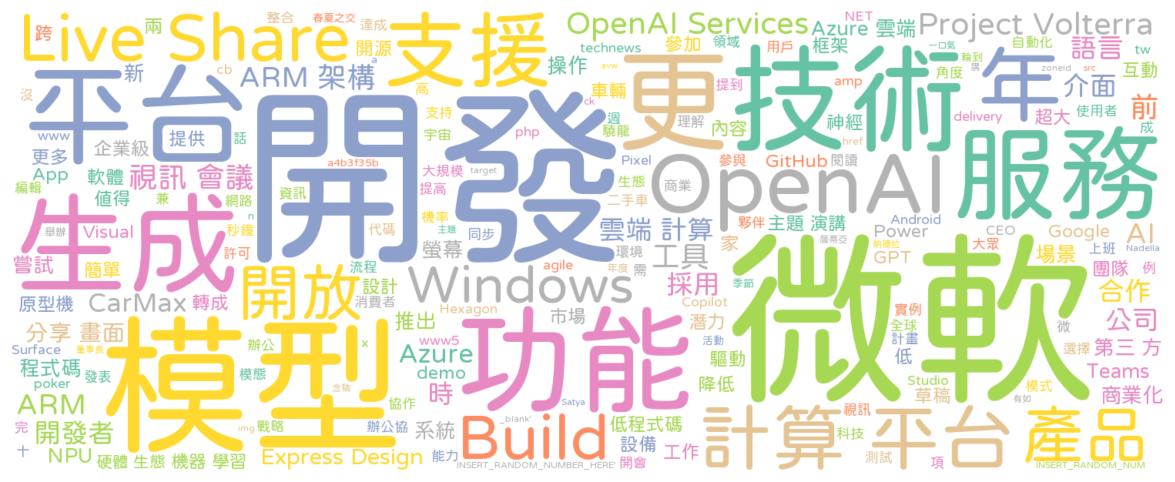 Live Share
支援
OpenAI Services
Azure 雲端
NET
Project Volterra
跨
兩
整合
春夏之交
達成
開源
technews
參加
領域
用戶
框架
一口氣
自動化
輪到
語言
tw
平台
新
ARM 架構
cb
a
操作
更
技術
年
角度
購
zoneid
src
互動
介面
沒
高
avw
車輛
提到
amp
神經
使用者
www
提供
話
支持
ck
週
理解
內容
delivery
超大
前
成
更多
企業級
開發
宇宙
php
驍龍
href
App
軟體
視訊 會議
a4b3f35b
大規模
target
Pixel
參與
GitHub
閱讀
OpenAI
服務
編輯
值得
兼
網路
資訊
提高
生態
商業
二手車
生成
Visual
n
秒鐘
舉辦
代碼
機率
主題
同步
夥伴
主題 演講
Android
Power
CEO
Google
AI
上班
Nadella
嘗試
簡單
許可
流程
螢幕
環境
雲端 計算
家
薩蒂亞
納德拉
大眾
場景
例
開放
設計
agile
年度
需
工具
GPT
團隊
原型機
CarMax
轉成
消費者
Windows
採用
Copilot
季節
微軟
實例
合作
分享 畫面
推出
Hexagon
市場
潛力
全球
計畫
微
公司
Surface
董事長
模型
辦公
x
www5
功能
活動
驅動
低
選擇
第三 方
程式碼
發表
模態
Azure
demo
時
降低
Studio
模式
Teams
poker
念稿
Satya
草稿
有如
商業化
ARM
協作
Build
_blank'
低程式碼
計算 平台
視訊
產品
完
開發者
img
戰略
辦公協
系統
設備
科技
十
NPU
硬體 生態
機器 學習
Express Design
能力
INSERT_RANDOM_NUMBER_HERE'
開會
工作
測試
項
INSERT_RANDOM_NUM